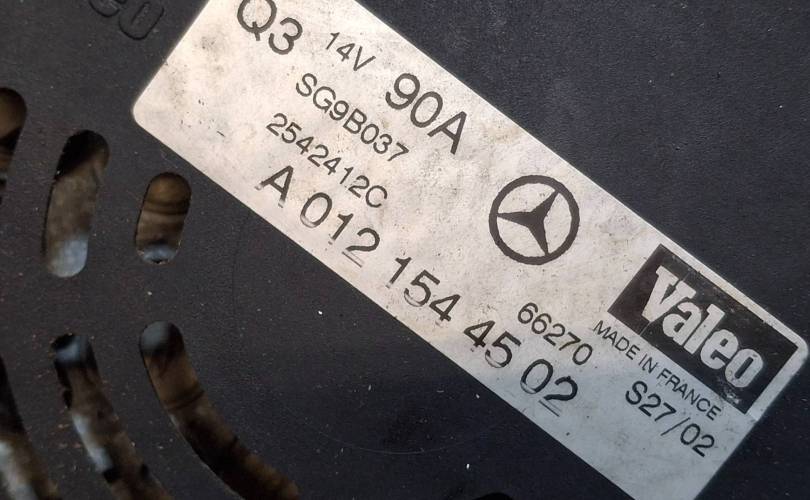 Q3 14V 90A
SG9B037
2542412C
A 012 154 45 02
66270
valeo
MADE IN FRANCE
S27/02